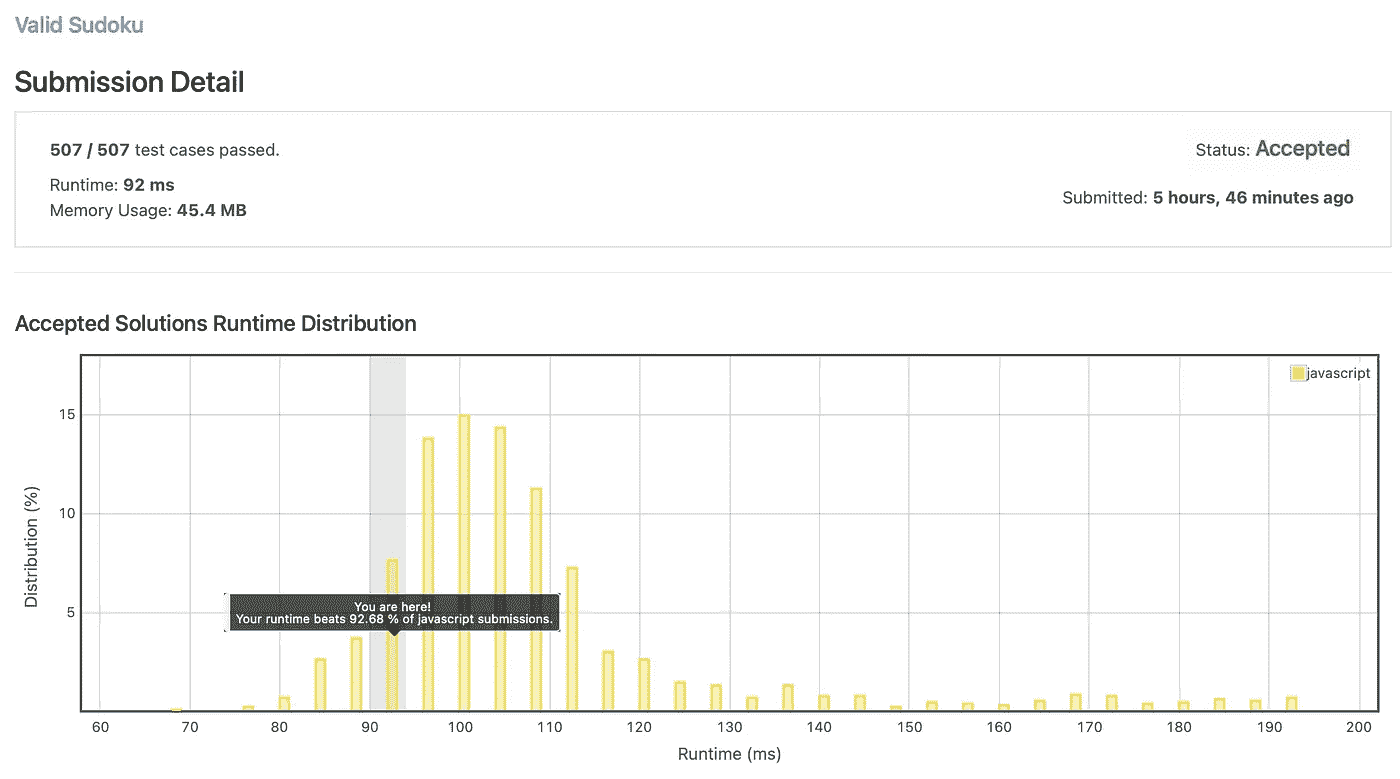 Valid Sudoku
Submission Detail
507 / 507 test cases passed.
Status: Accepted
Runtime: 92 ms
Memory Usage: 45.4 MB
Submitted: 5 hours, 46 minutes ago
Accepted Solutions Runtime Distribution
javascript
15
10
5
Distribution (%)
You are here!
Your runtime beats 92.68 % of javascript submissions.
60 70 80 90 100 110 120 130 140 150 160 170 180 190 200
Runtime (ms)